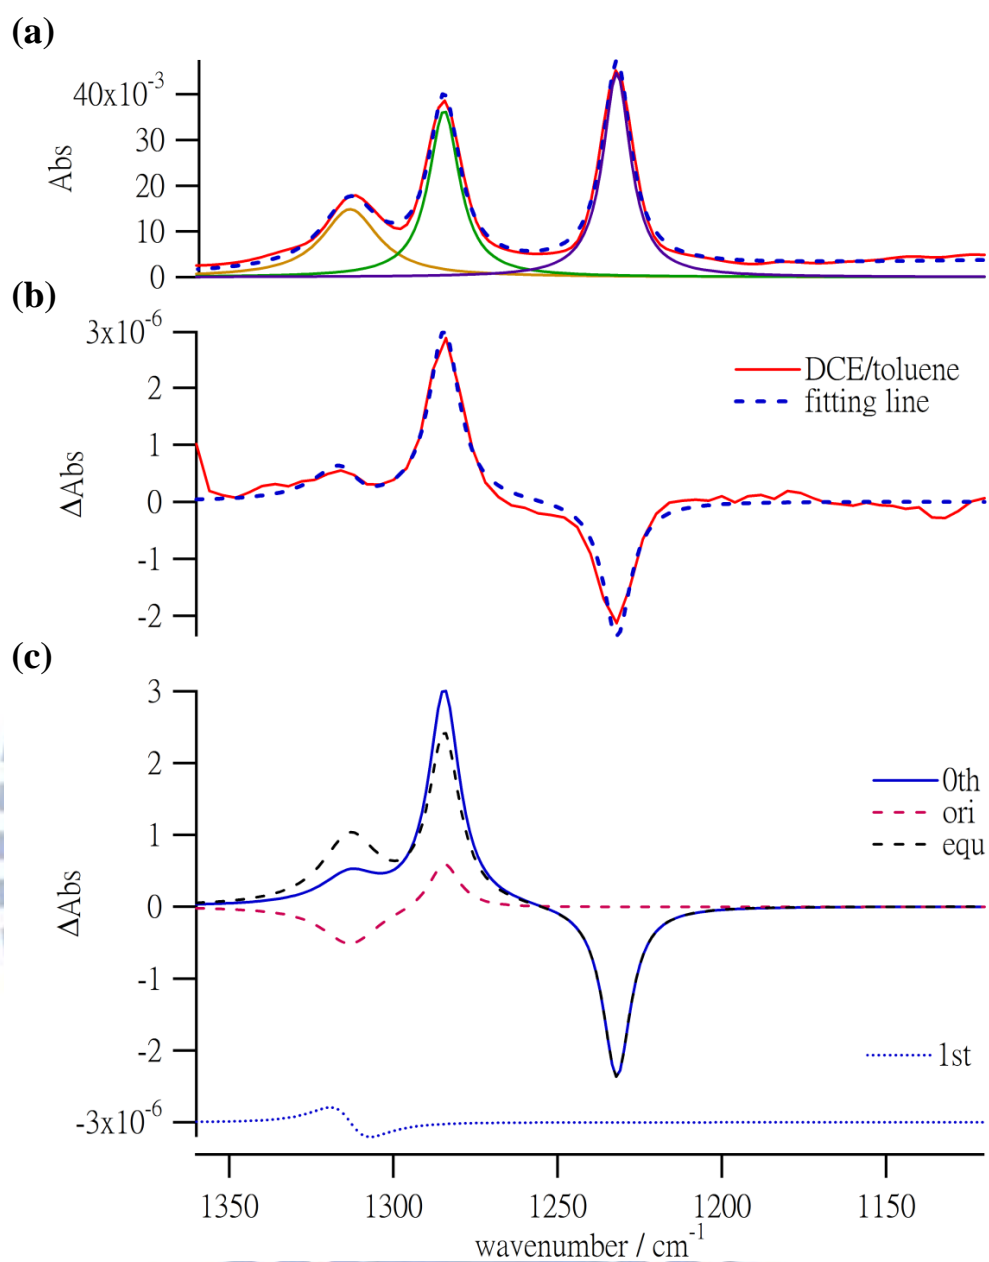 (a)
40x10⁻³
30
20
10
0
Abs
(b)
3x10⁻⁶
2
1
0
-1
-2
ΔAbs
DCE/toluene
fitting line
(c)
3
2
1
0
-1
-2
-3x10⁻⁶
ΔAbs
0th
ori
equ
1st
1350 1300 1250 1200 1150
wavenumber / cm⁻¹